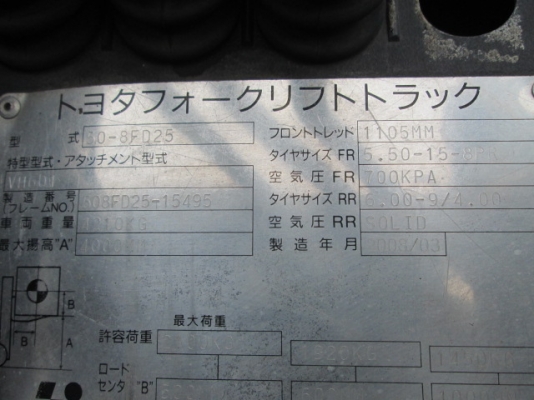 トヨタフォークリフトトラック
型 式 -8FD25
フロントトレッド 1105MM
特型型式・アタッチメント型式
タイヤサイズ FR 5.50-15-8
VH601
空気圧 FR 700KPA
製造番号
(フレームNO.) 608FD25-15495
タイヤサイズ RR 6.00-9/4.00
車両重量
空気圧 RR SOLID
最大揚高"A"
製造年月 2008/03
最大荷重
許容荷重
B
B
A
ロード
センタ "B"